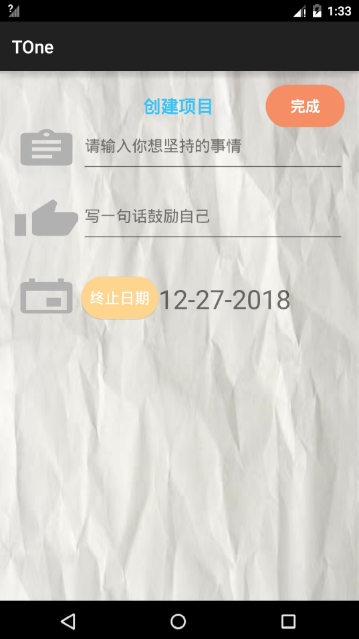 1:33
TOne
创建项目
完成
请输入你想坚持的事情
写一句话鼓励自己
终止日期 12-27-2018